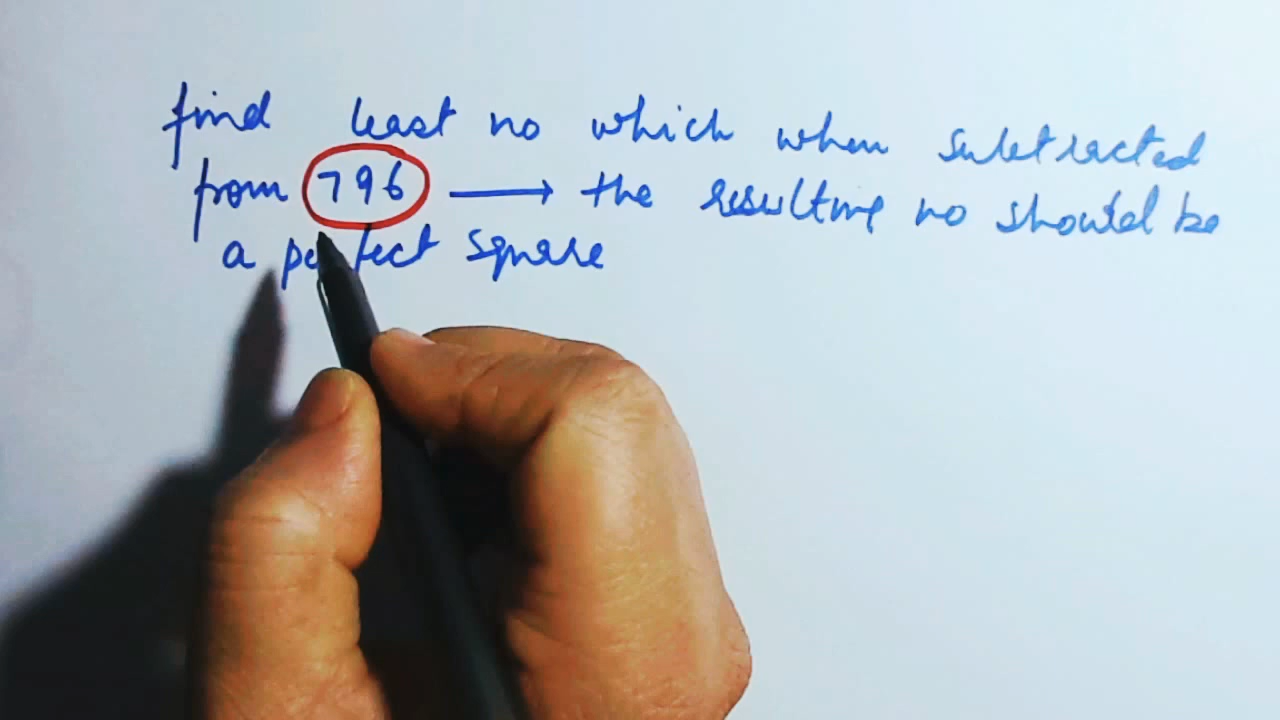 find least no which when subtracted
from 796 → the resulting no should be
a perfect square